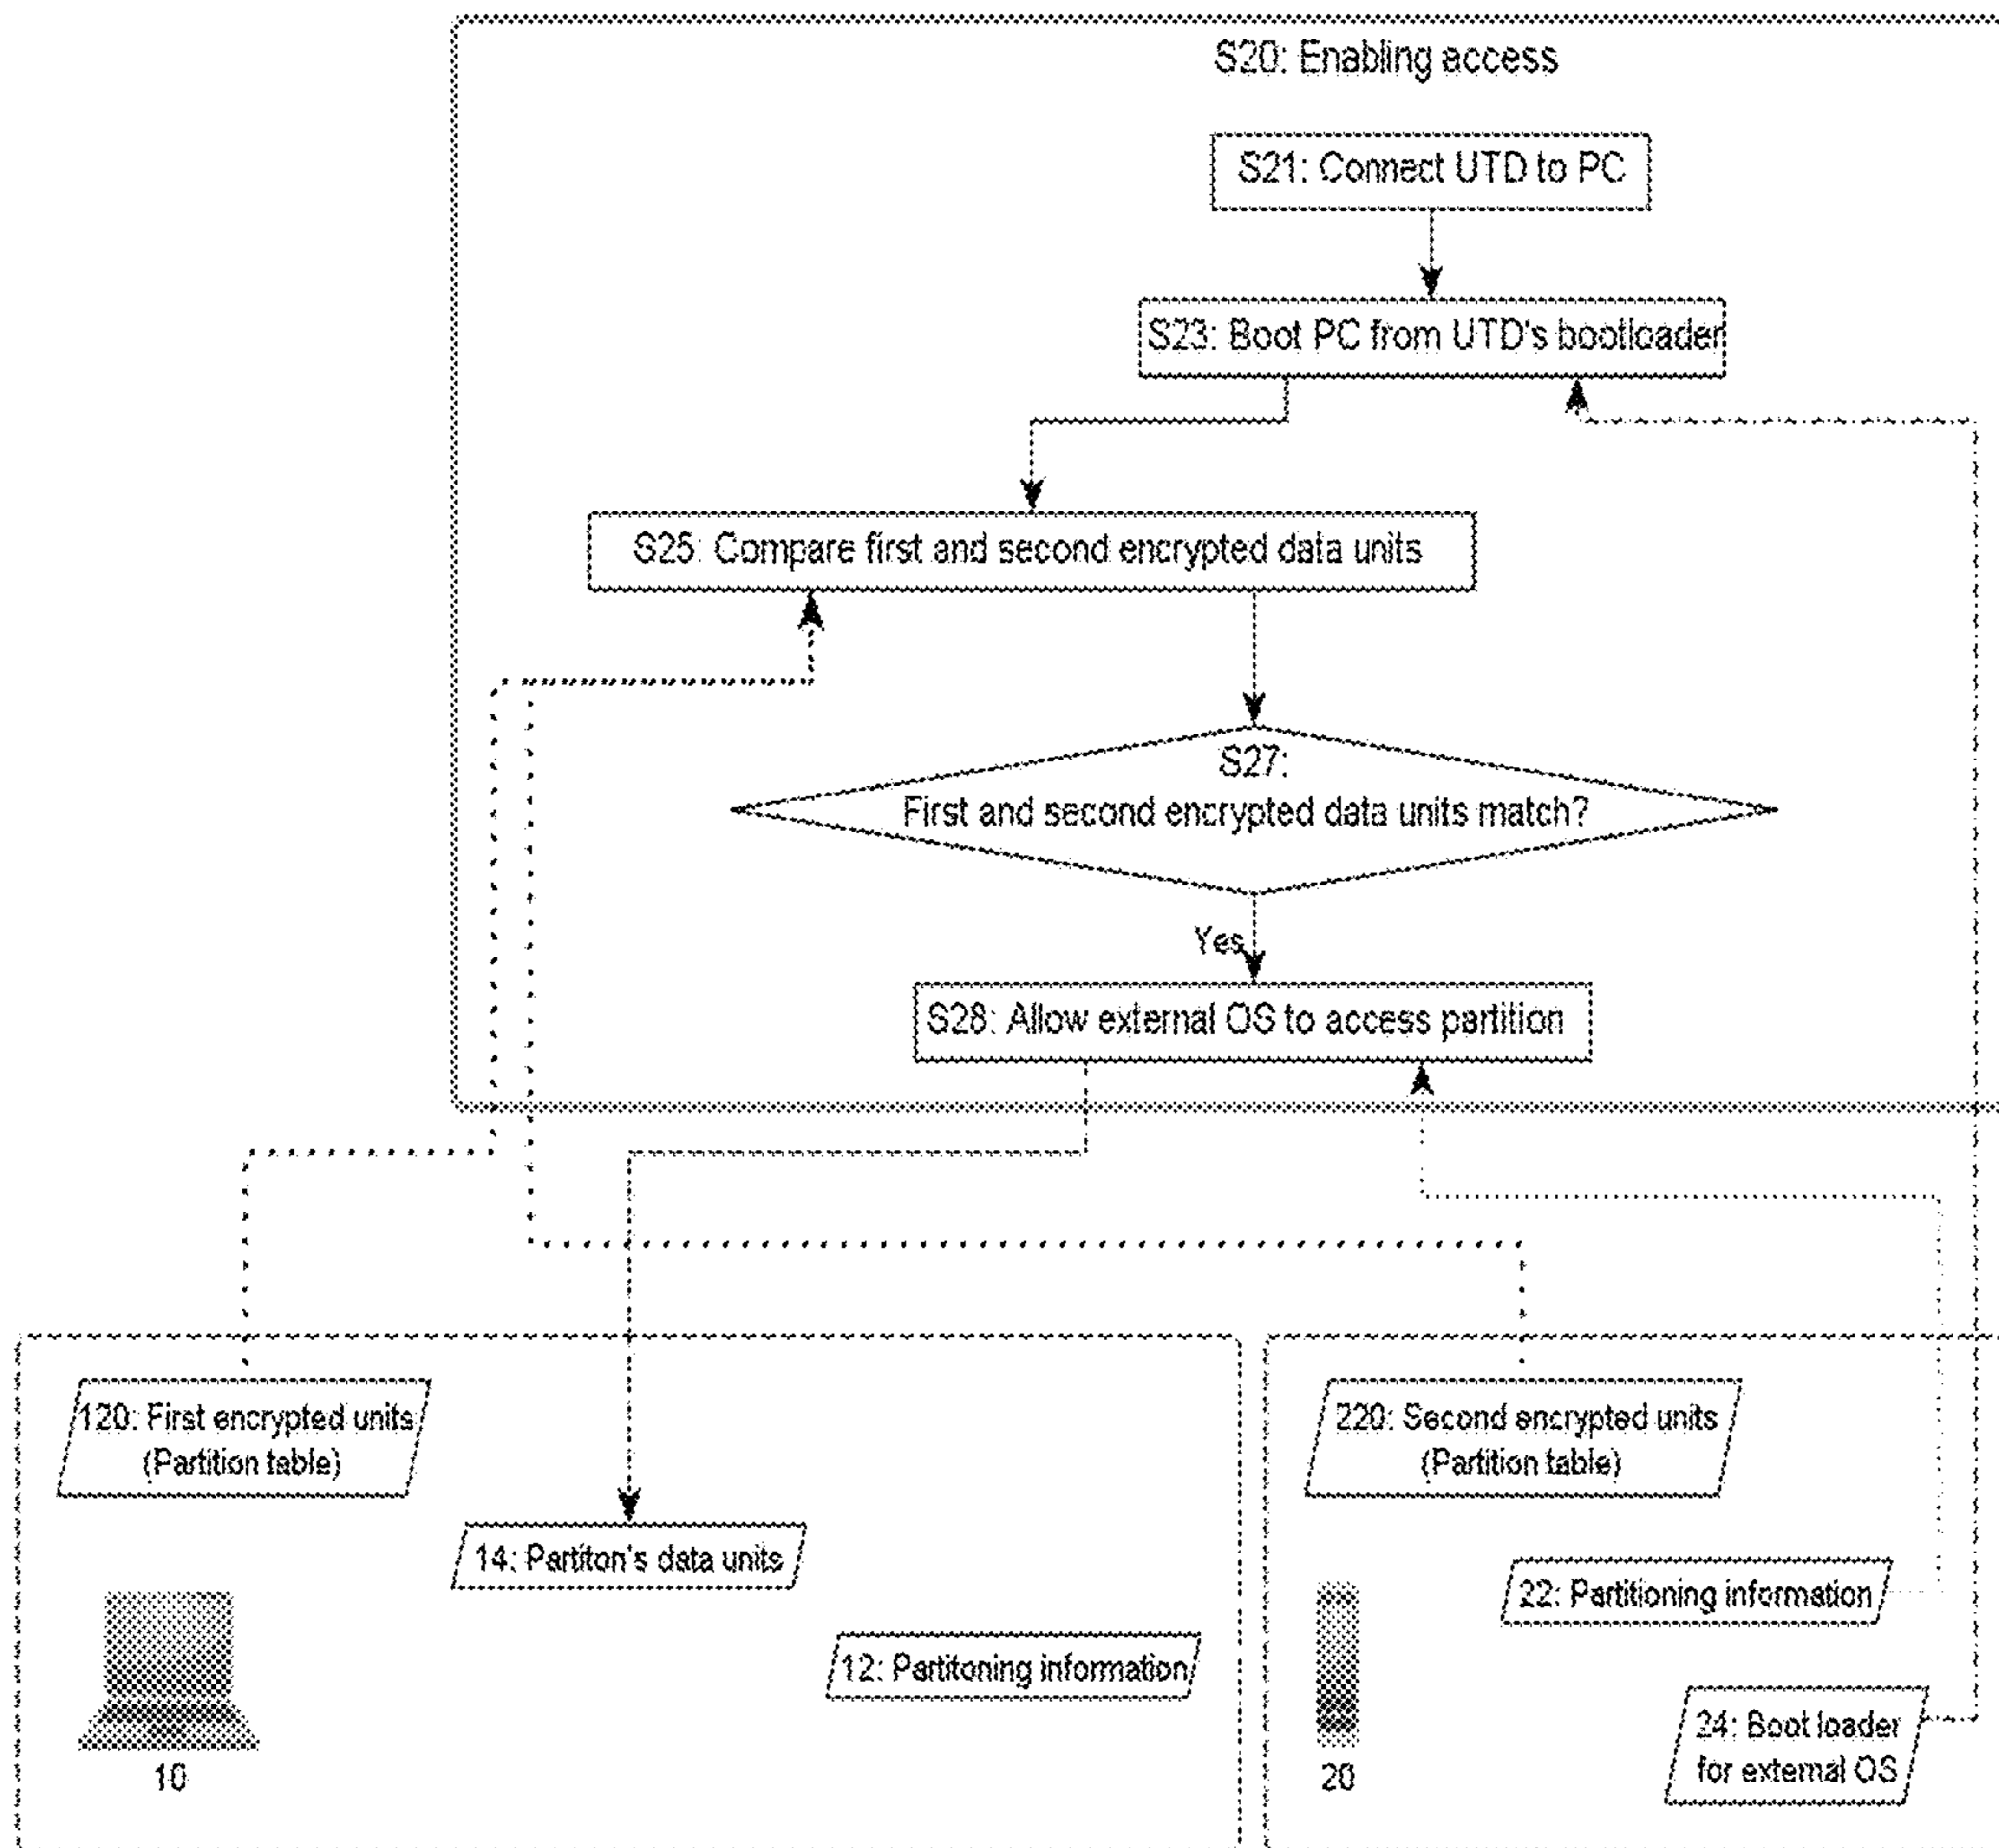 S20: Enabling access
S21: Connect UTD to PC
S23: Boot PC from UTD's bootloader
S25: Compare first and second encrypted data units
S27:
First and second encrypted data units match?
Yes
S28: Allow external OS to access partition
120: First encrypted units
(Partition table)
220: Second encrypted units
(Partition table)
14: Partiton's data units
22: Partitioning information
12: Partitoning information
24: Boot loader
for external OS
10
20